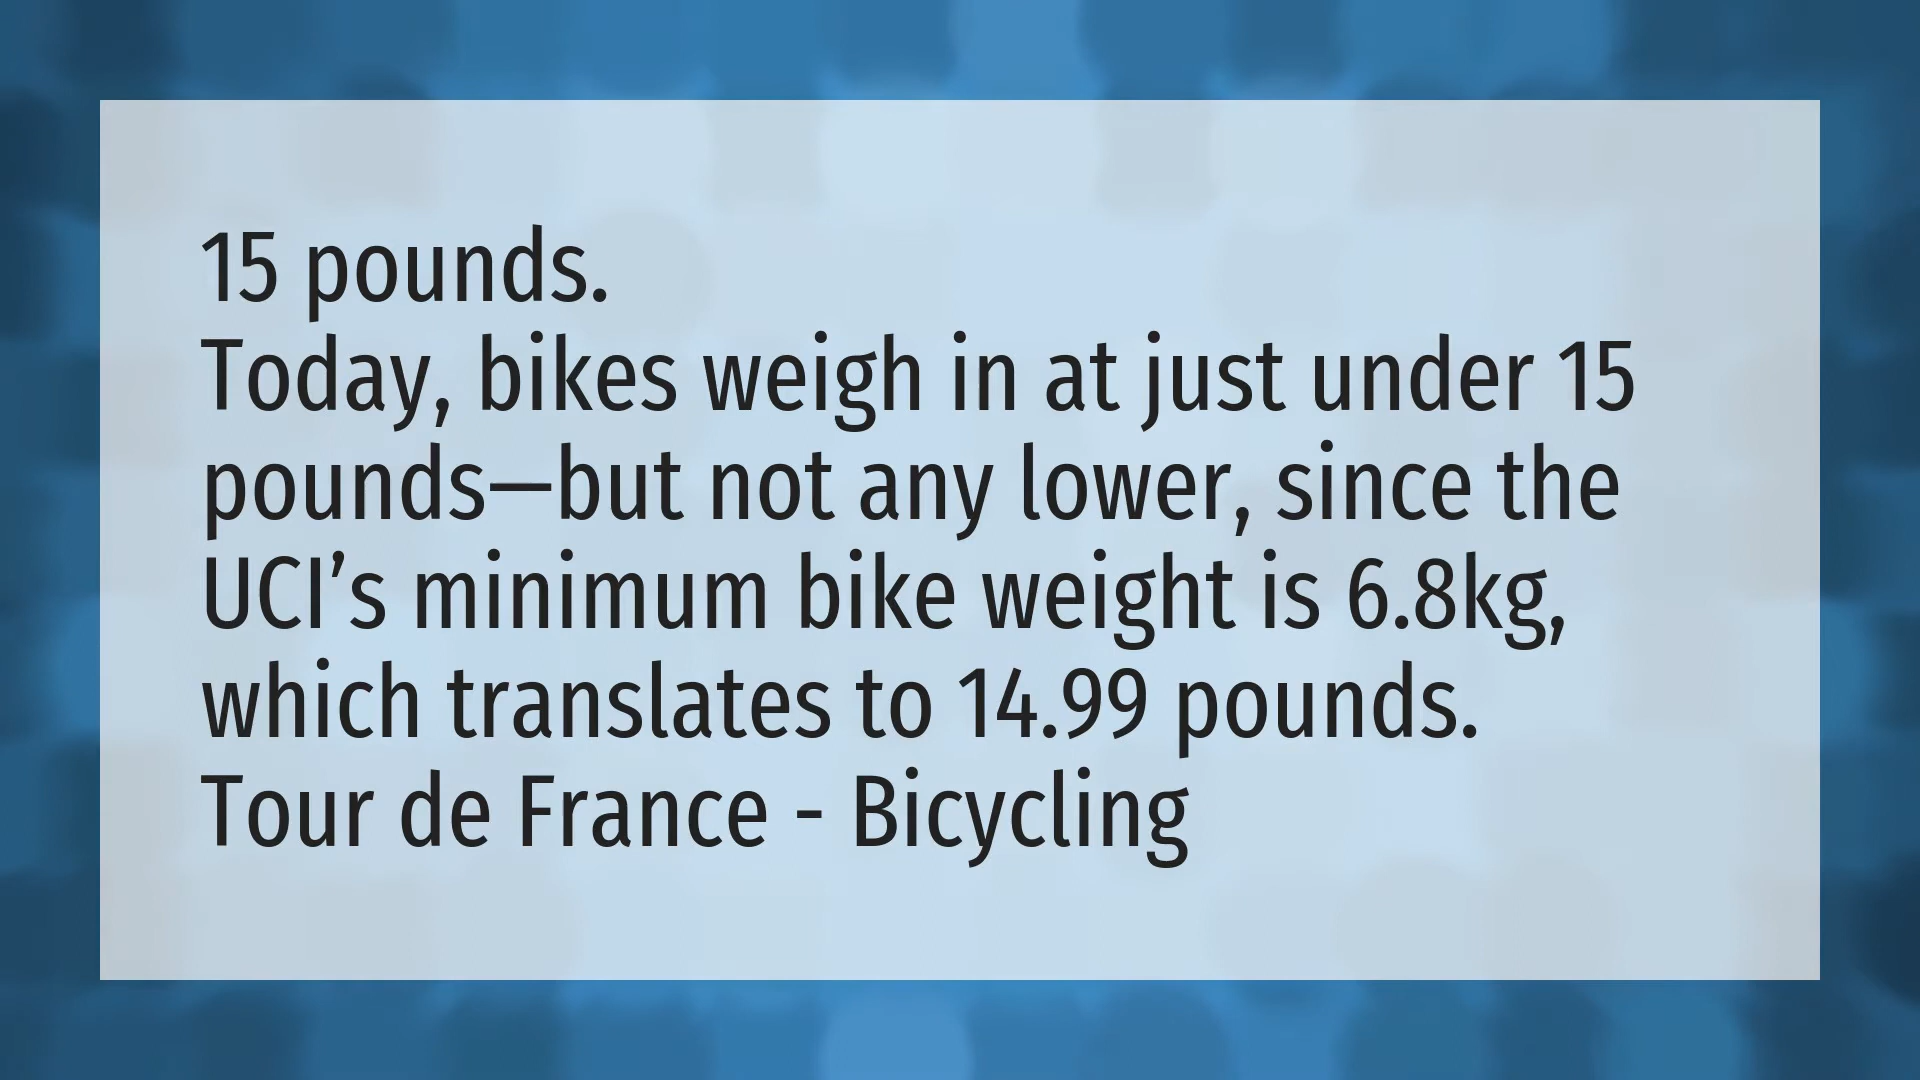 15 pounds.
Today, bikes weigh in at just under 15
pounds—but not any lower, since the
UCI’s minimum bike weight is 6.8kg,
which translates to 14.99 pounds.
Tour de France - Bicycling